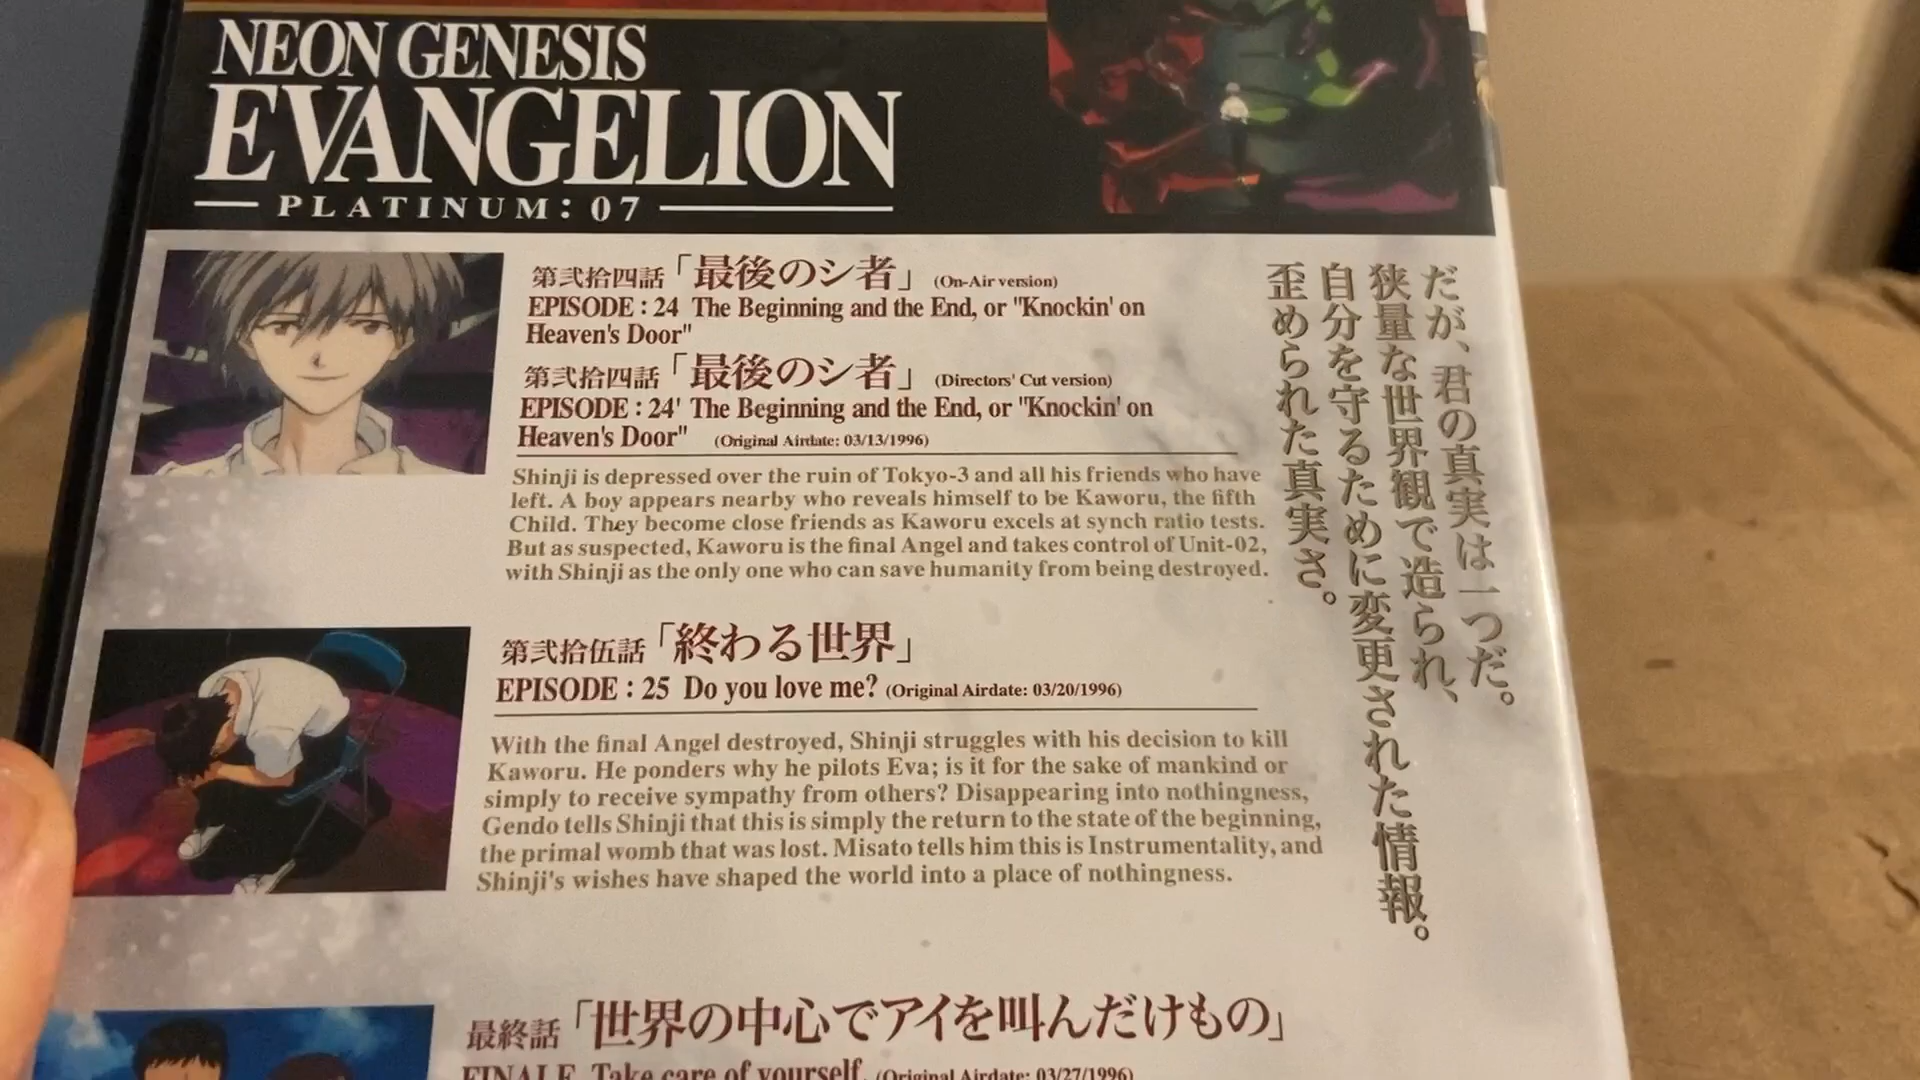 NEON GENESIS
EVANGELION
PLATINUM: 07
第弐拾四話「最後のシ者」 (On-Air version)
EPISODE : 24 The Beginning and the End, or "Knockin' on
Heaven's Door"
第弐拾四話「最後のシ者」 (Directors' Cut version)
EPISODE : 24' The Beginning and the End, or "Knockin' on
Heaven's Door" (Original Airdate: 03/13/1996)
Shinji is depressed over the ruin of Tokyo-3 and all his friends who have
left. A boy appears nearby who reveals himself to be Kaworu, the fifth
Child. They become close friends as Kaworu excels at synch ratio tests.
But as suspected, Kaworu is the final Angel and takes control of Unit-02,
with Shinji as the only one who can save humanity from being destroyed.
第弐拾伍話「終わる世界」
EPISODE : 25 Do you love me? (Original Airdate: 03/20/1996)
With the final Angel destroyed, Shinji struggles with his decision to kill
Kaworu. He ponders why he pilots Eva; is it for the sake of mankind or
simply to receive sympathy from others? Disappearing into nothingness,
Gendo tells Shinji that this is simply the return to the state of the beginning,
the primal womb that was lost. Misato tells him this is Instrumentality, and
Shinji's wishes have shaped the world into a place of nothingness.
最終話「世界の中心でアイを叫んだけもの」
FINALE Take care of yourself. (Original Airdate: 03/27/1996)
だが、君の真実は一つだ。
狭量な世界観で造られ、
自分を守るために変更された情報。
歪められた真実さ。